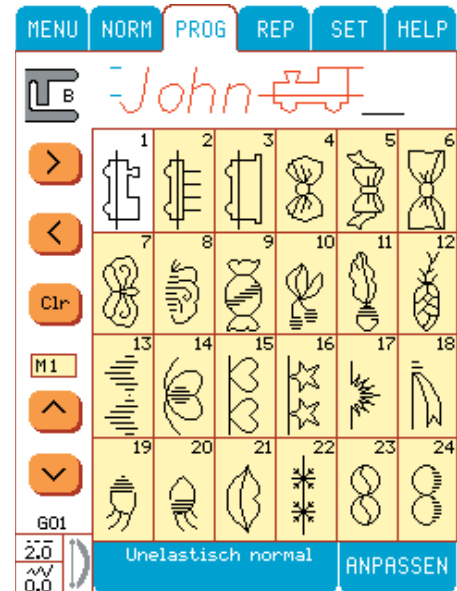 MENU NORM PROG REP SET HELP
B John
1 2 3 4 5 6
>
<
7 8 9 10 11 12
Clr
13 14 15 16 17 18
M1
19 20 21 22 23 24
G01
2.0 Unelastisch normal ANPASSEN
0.0